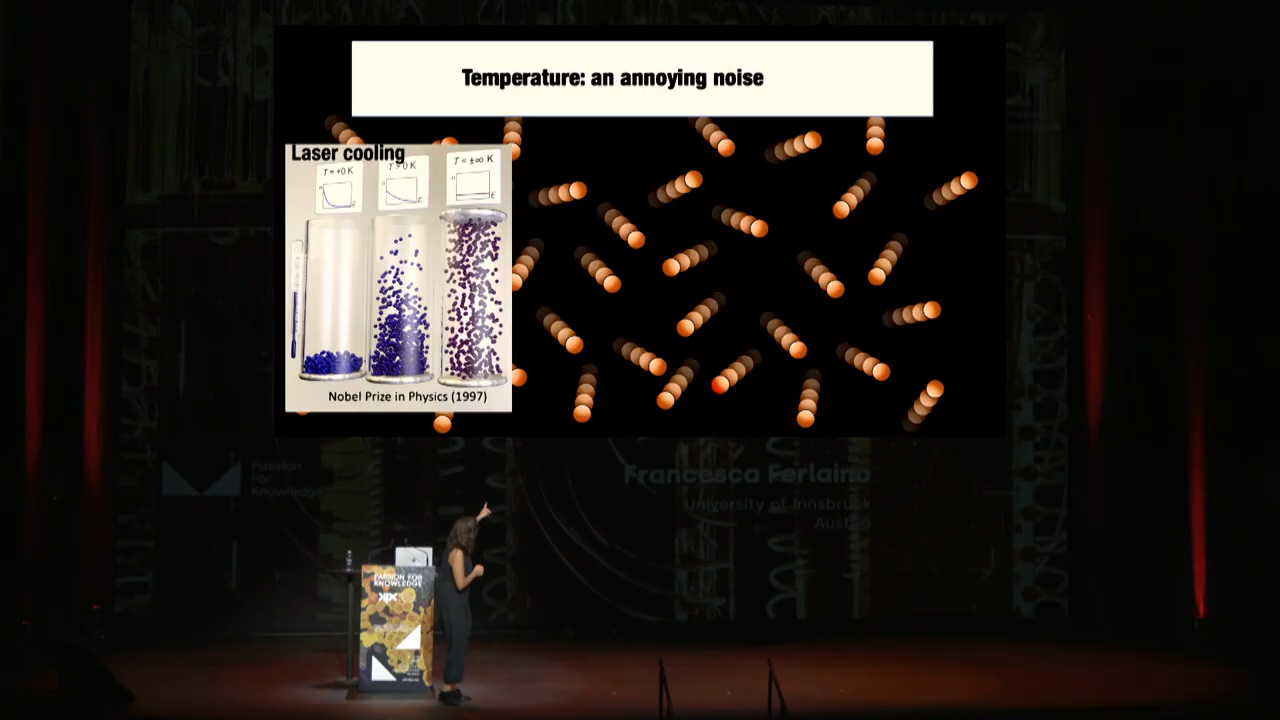 Temperature: an annoying noise
Laser cooling
T = +0 K
T > 0 K
T = ±∞ K
n
E
n
E
n
E
Nobel Prize in Physics (1997)
Passion
For
Knowledge
Francesca Ferlaino
University of Innsbruck
Austria
PASSION FOR
KNOWLEDGE